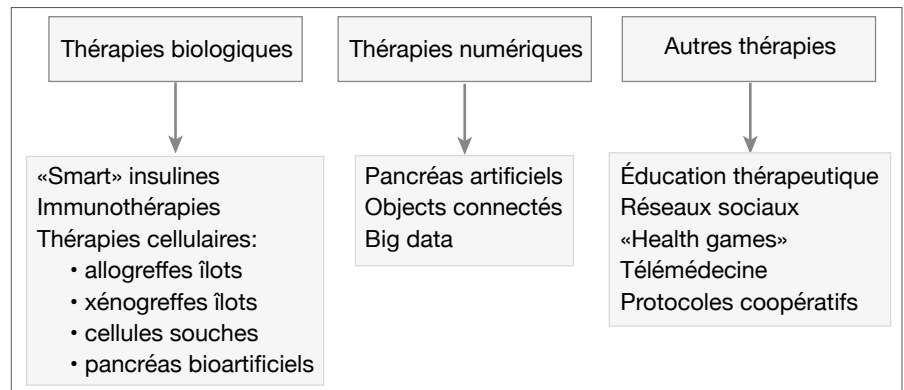 Thérapies biologiques
«Smart» insulines
Immunothérapies
Thérapies cellulaires:
• allogreffes îlots
• xénogreffes îlots
• cellules souches
• pancréas bioartificiels
Thérapies numériques
Pancréas artificiels
Objects connectés
Big data
Autres thérapies
Éducation thérapeutique
Réseaux sociaux
«Health games»
Télémédecine
Protocoles coopératifs